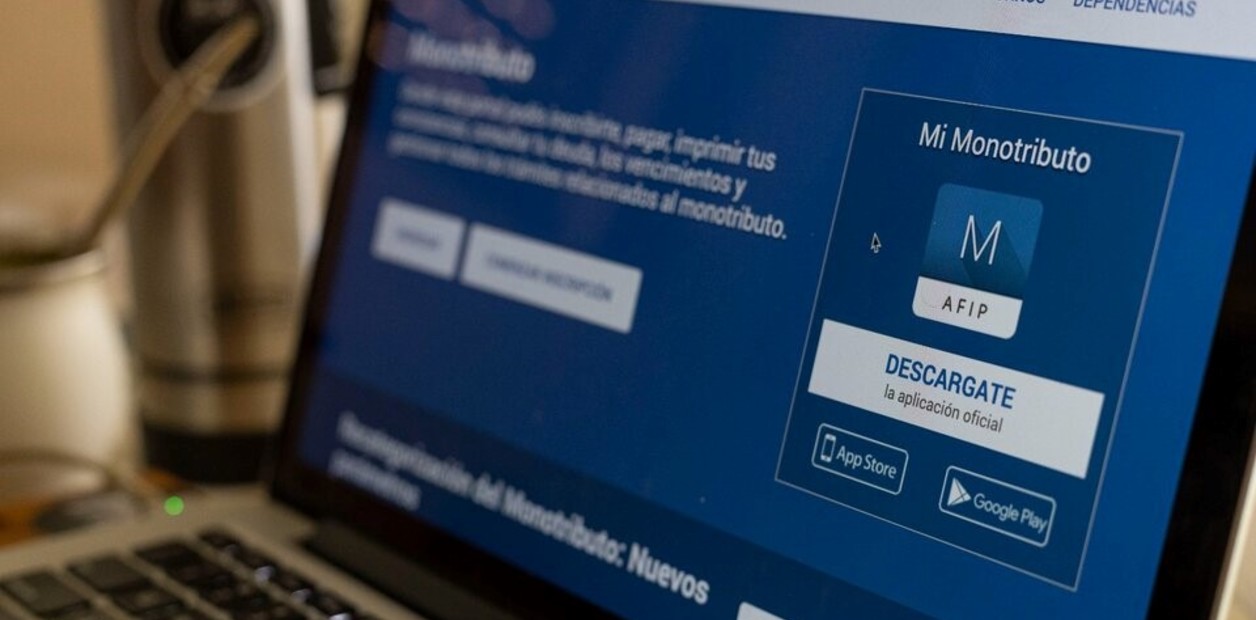 DEPENDENCIAS
Monotributo
podés inscribirte, pagar, imprimir tus
consultar tu deuda, los vencimientos y
todos los trámites relacionados al monotributo.
Mi Monotributo
M
AFIP
DESCARGATE
la aplicación oficial
App Store
Google Play
Recategorización del Monotributo: Nuevos